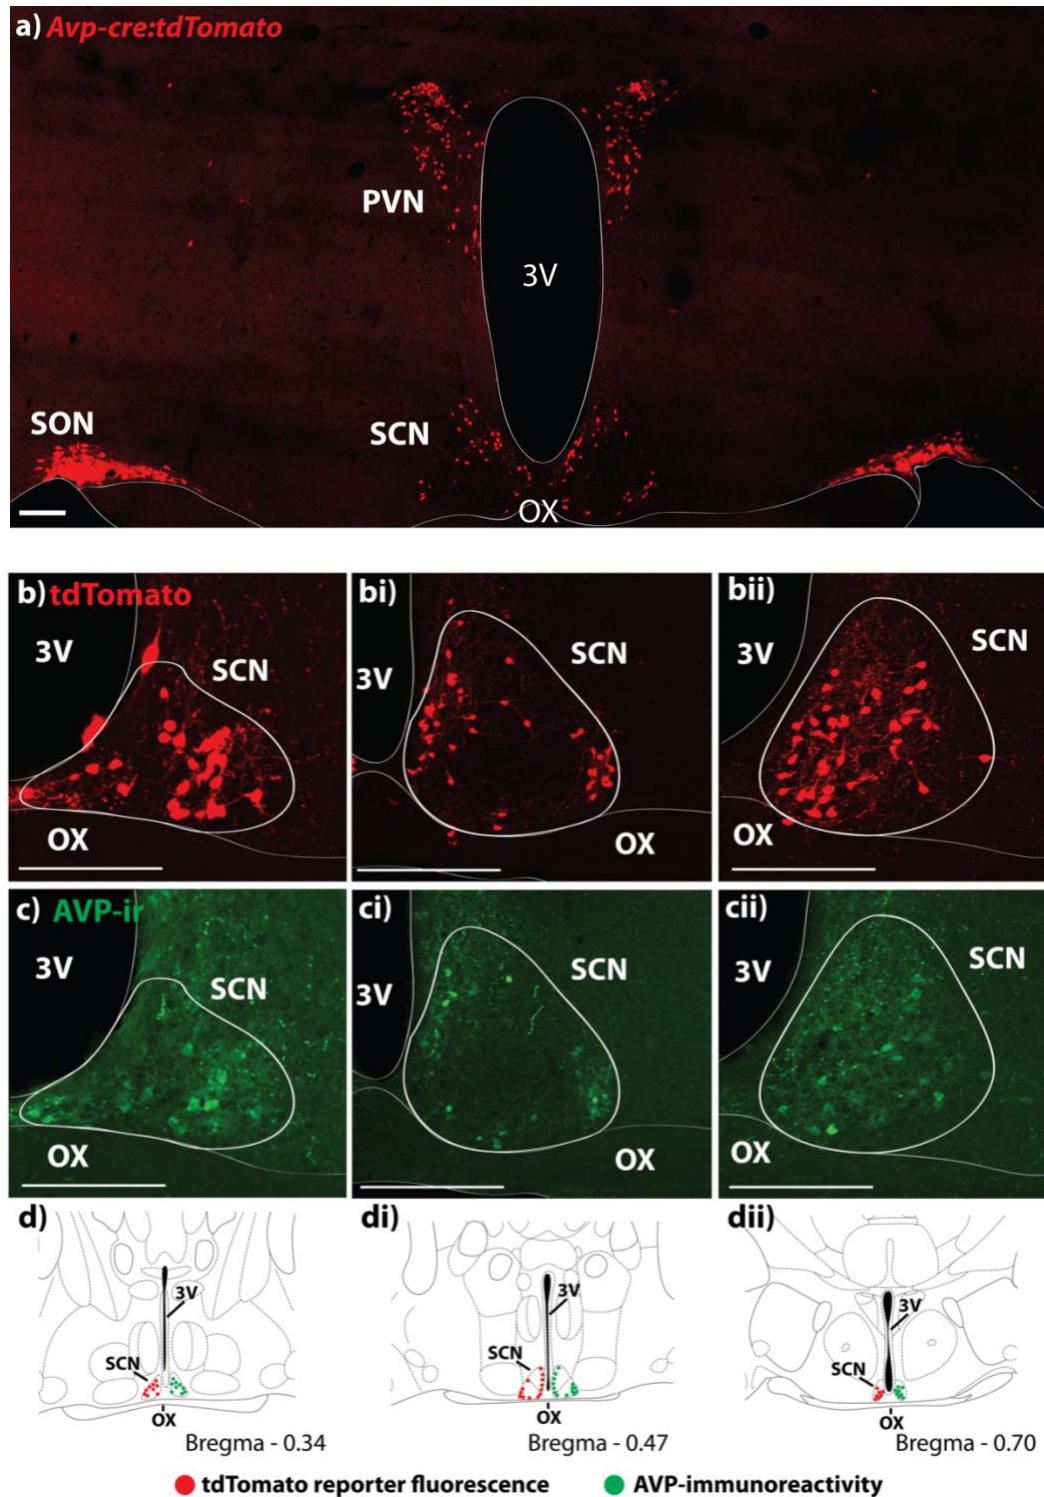 a) Avp-cre:tdTomato
PVN
3V
SON
SCN
OX
b) tdTomato
3V
SCN
OX
bi)
3V
SCN
OX
bii)
3V
SCN
OX
c) AVP-ir
3V
SCN
OX
ci)
3V
SCN
OX
cii)
3V
SCN
OX
d)
3V
SCN
OX
Bregma - 0.34
di)
3V
SCN
OX
Bregma - 0.47
dii)
3V
SCN
OX
Bregma - 0.70
tdTomato reporter fluorescence
AVP-immunoreactivity